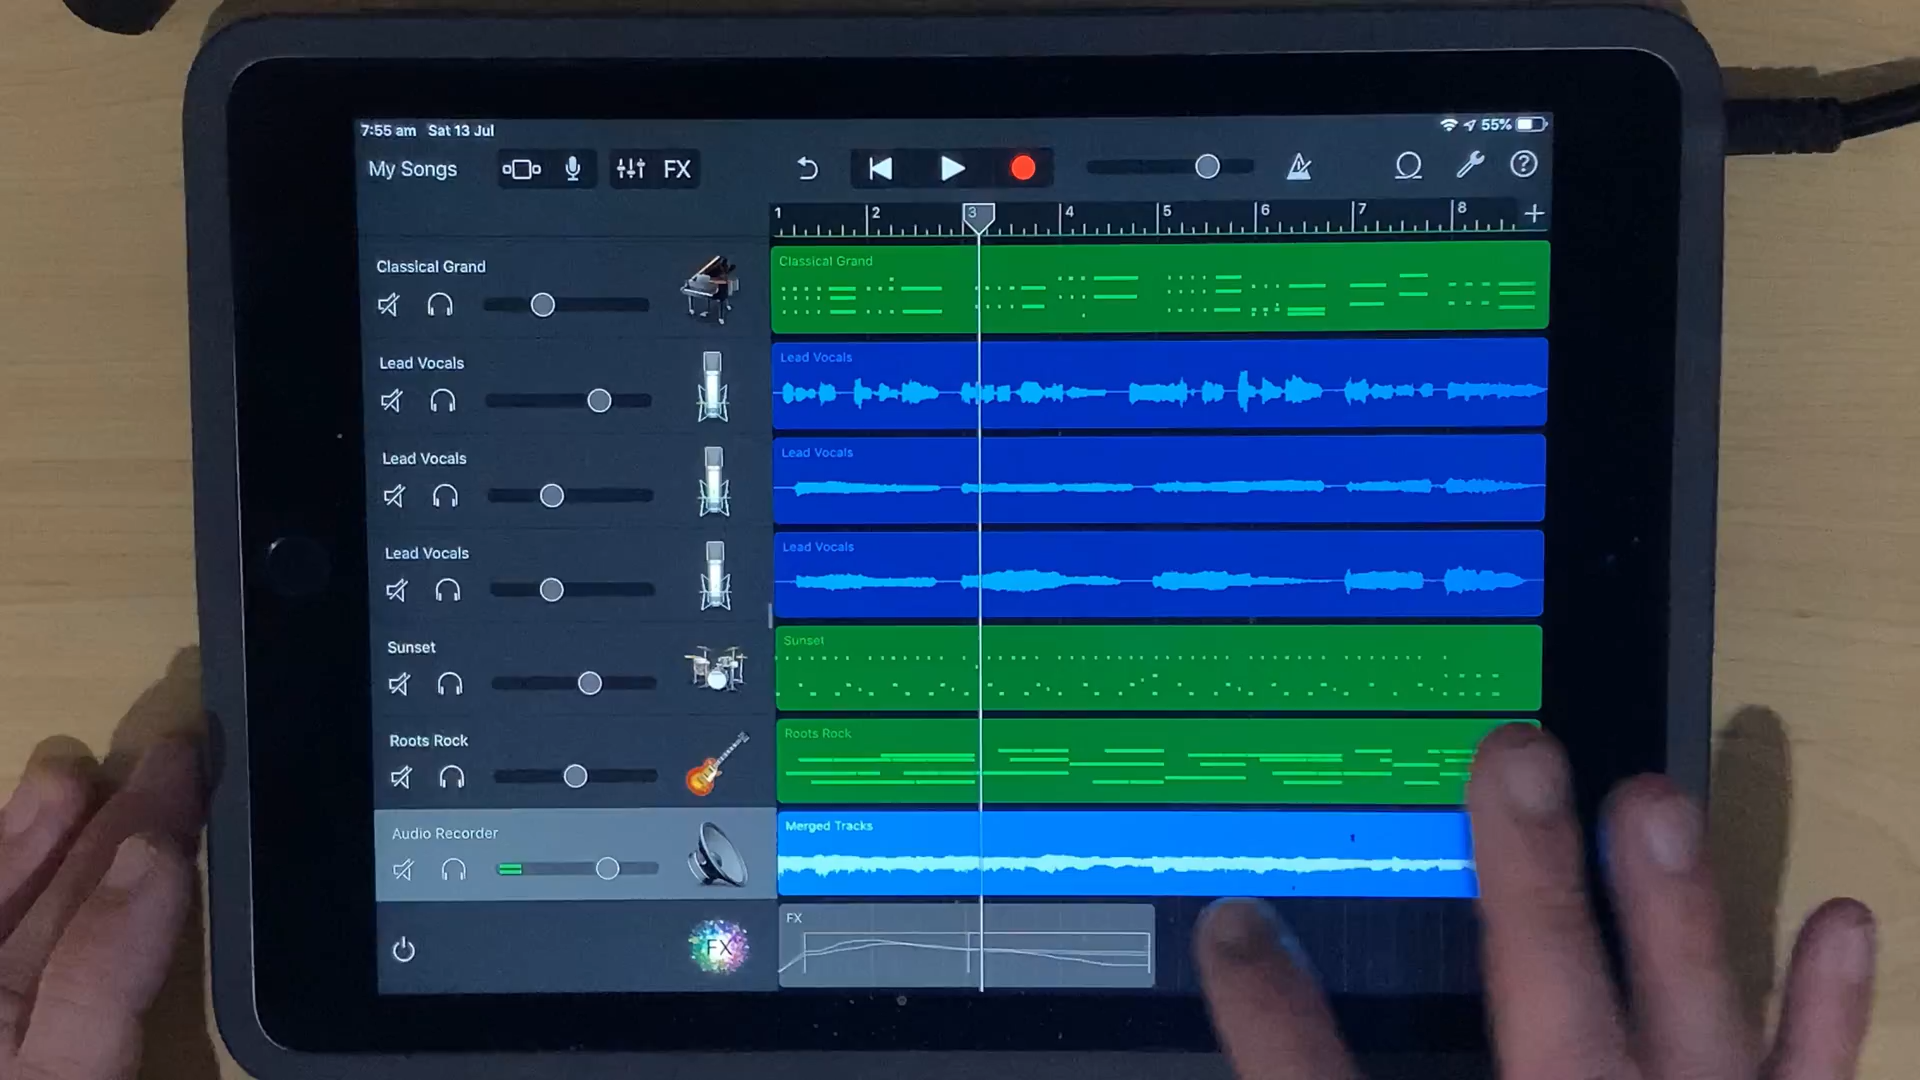 7:55 am Sat 13 Jul
55%
My Songs
FX
1 2 3 4 5 6 7 8
Classical Grand
Classical Grand
Lead Vocals
Lead Vocals
Lead Vocals
Lead Vocals
Lead Vocals
Lead Vocals
Sunset
Sunset
Roots Rock
Roots Rock
Audio Recorder
Merged Tracks
FX
FX